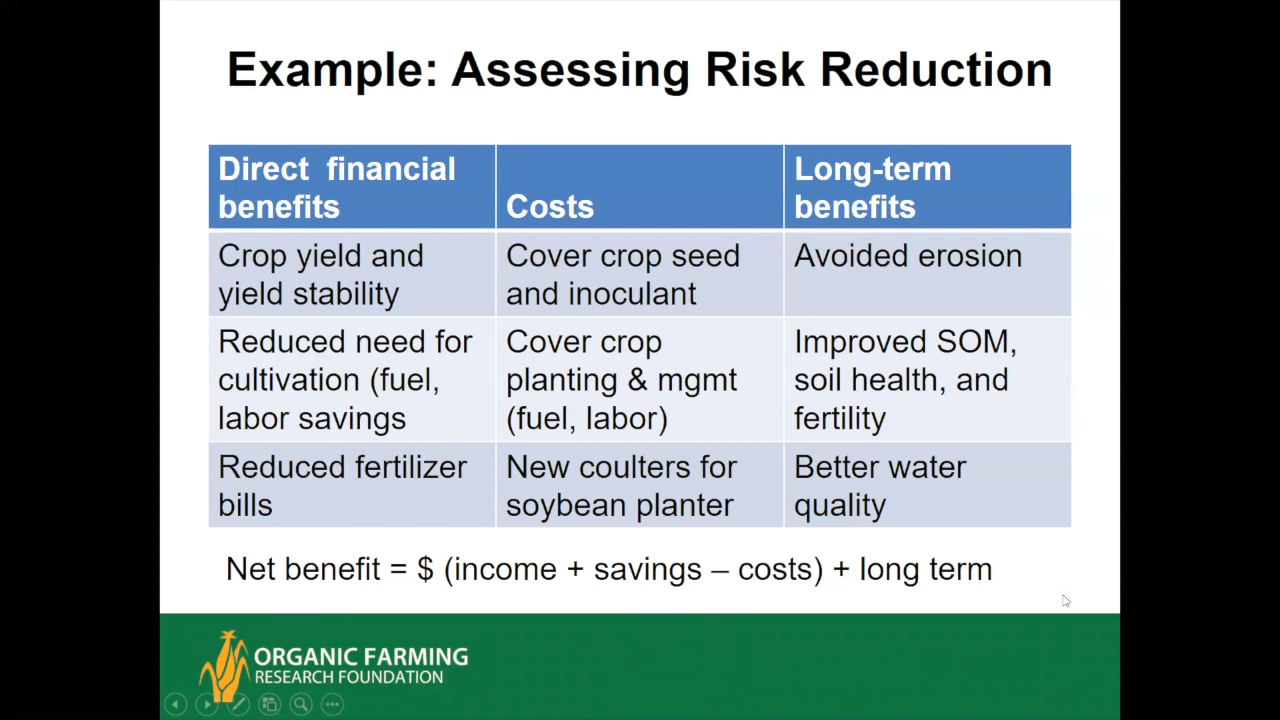 Example: Assessing Risk Reduction
Direct financial
benefits
Costs
Long-term
benefits
Crop yield and
yield stability
Cover crop seed
and inoculant
Avoided erosion
Reduced need for
cultivation (fuel,
labor savings
Cover crop
planting & mgmt
(fuel, labor)
Improved SOM,
soil health, and
fertility
Reduced fertilizer
bills
New coulters for
soybean planter
Better water
quality
Net benefit = $ (income + savings – costs) + long term
ORGANIC FARMING
RESEARCH FOUNDATION